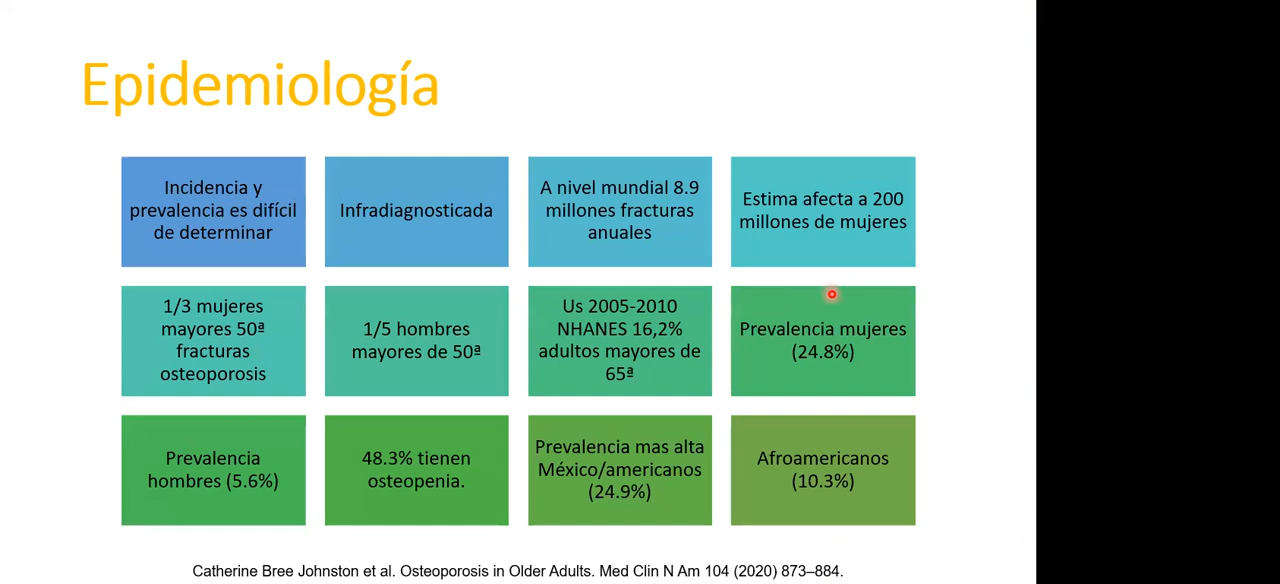 Epidemiología
Incidencia y
prevalencia es difícil
de determinar
Infradiagnosticada
A nivel mundial 8.9
millones fracturas
anuales
Estima afecta a 200
millones de mujeres
1/3 mujeres
mayores 50ª
fracturas
osteoporosis
1/5 hombres
mayores de 50ª
Us 2005-2010
NHANES 16,2%
adultos mayores de
65ª
Prevalencia mujeres
(24.8%)
Prevalencia
hombres (5.6%)
48.3% tienen
osteopenia.
Prevalencia mas alta
México/americanos
(24.9%)
Afroamericanos
(10.3%)
Catherine Bree Johnston et al. Osteoporosis in Older Adults. Med Clin N Am 104 (2020) 873–884.